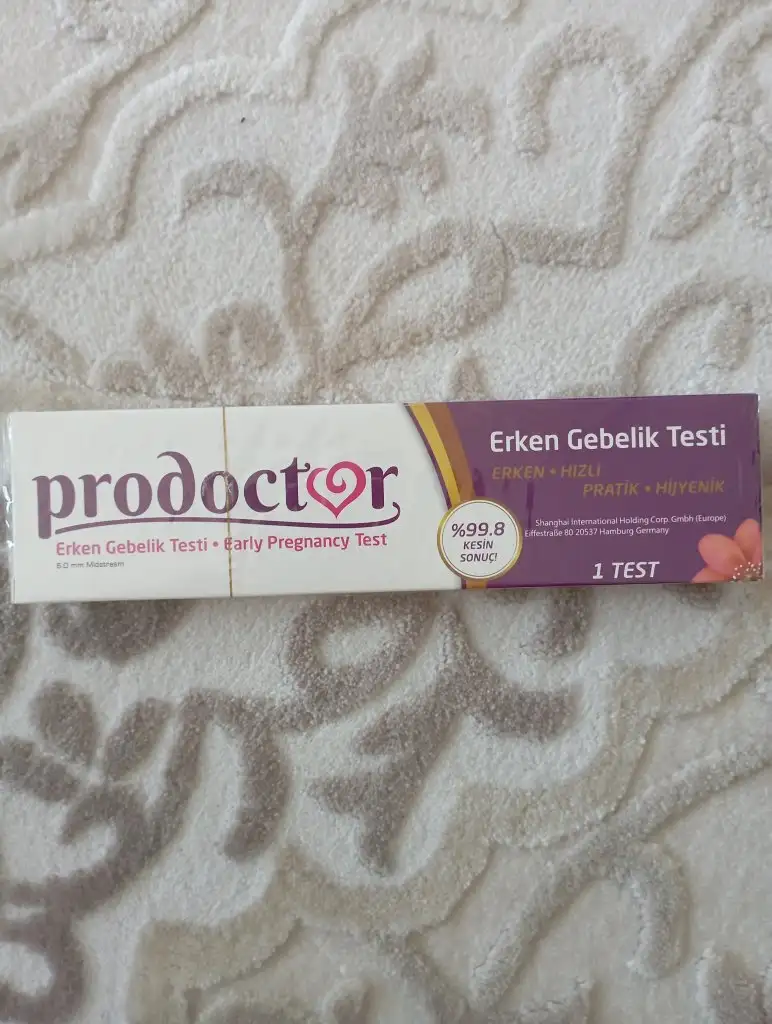 prodoctor
Erken Gebelik Testi • Early Pregnancy Test
6.0 mm Midstream
%99.8
KESİN
SONUÇ!
Erken Gebelik Testi
ERKEN • HIZLI
PRATİK • HİJYENİK
Shanghai International Holding Corp. Gmbh (Europe)
Eiffestraße 80 20537 Hamburg Germany
1 TEST